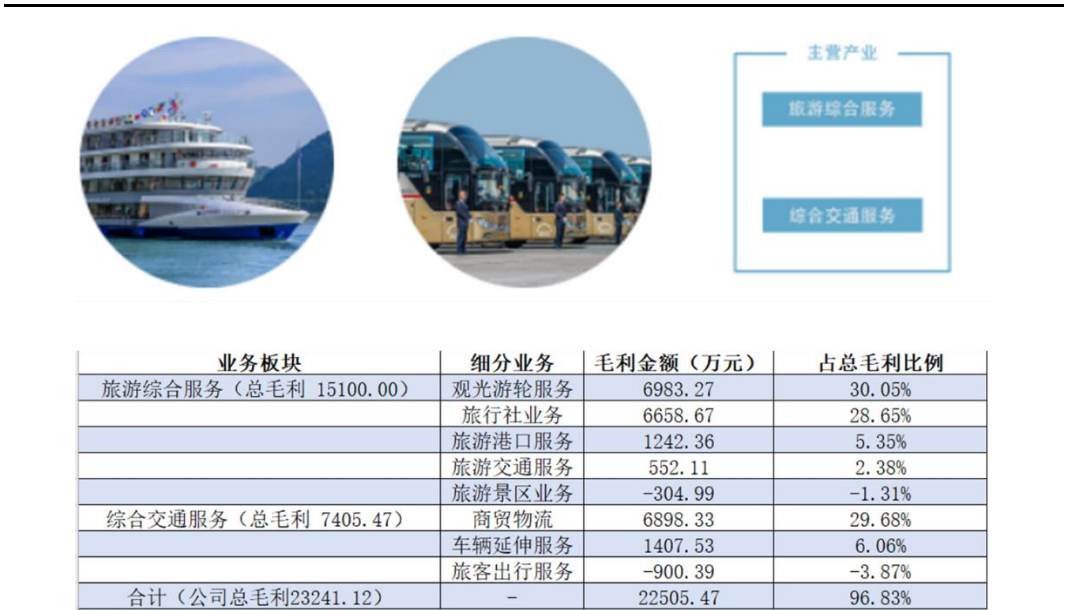 主营产业
旅游综合服务
综合交通服务
业务板块 细分业务 毛利金额（万元） 占总毛利比例
旅游综合服务（总毛利 15100.00） 观光游轮服务 6983.27 30.05%
旅行社业务 6658.67 28.65%
旅游港口服务 1242.36 5.35%
旅游交通服务 552.11 2.38%
旅游景区业务 -304.99 -1.31%
综合交通服务（总毛利 7405.47） 商贸物流 6898.33 29.68%
车辆延伸服务 1407.53 6.06%
旅客出行服务 -900.39 -3.87%
合计（公司总毛利23241.12） - 22505.47 96.83%